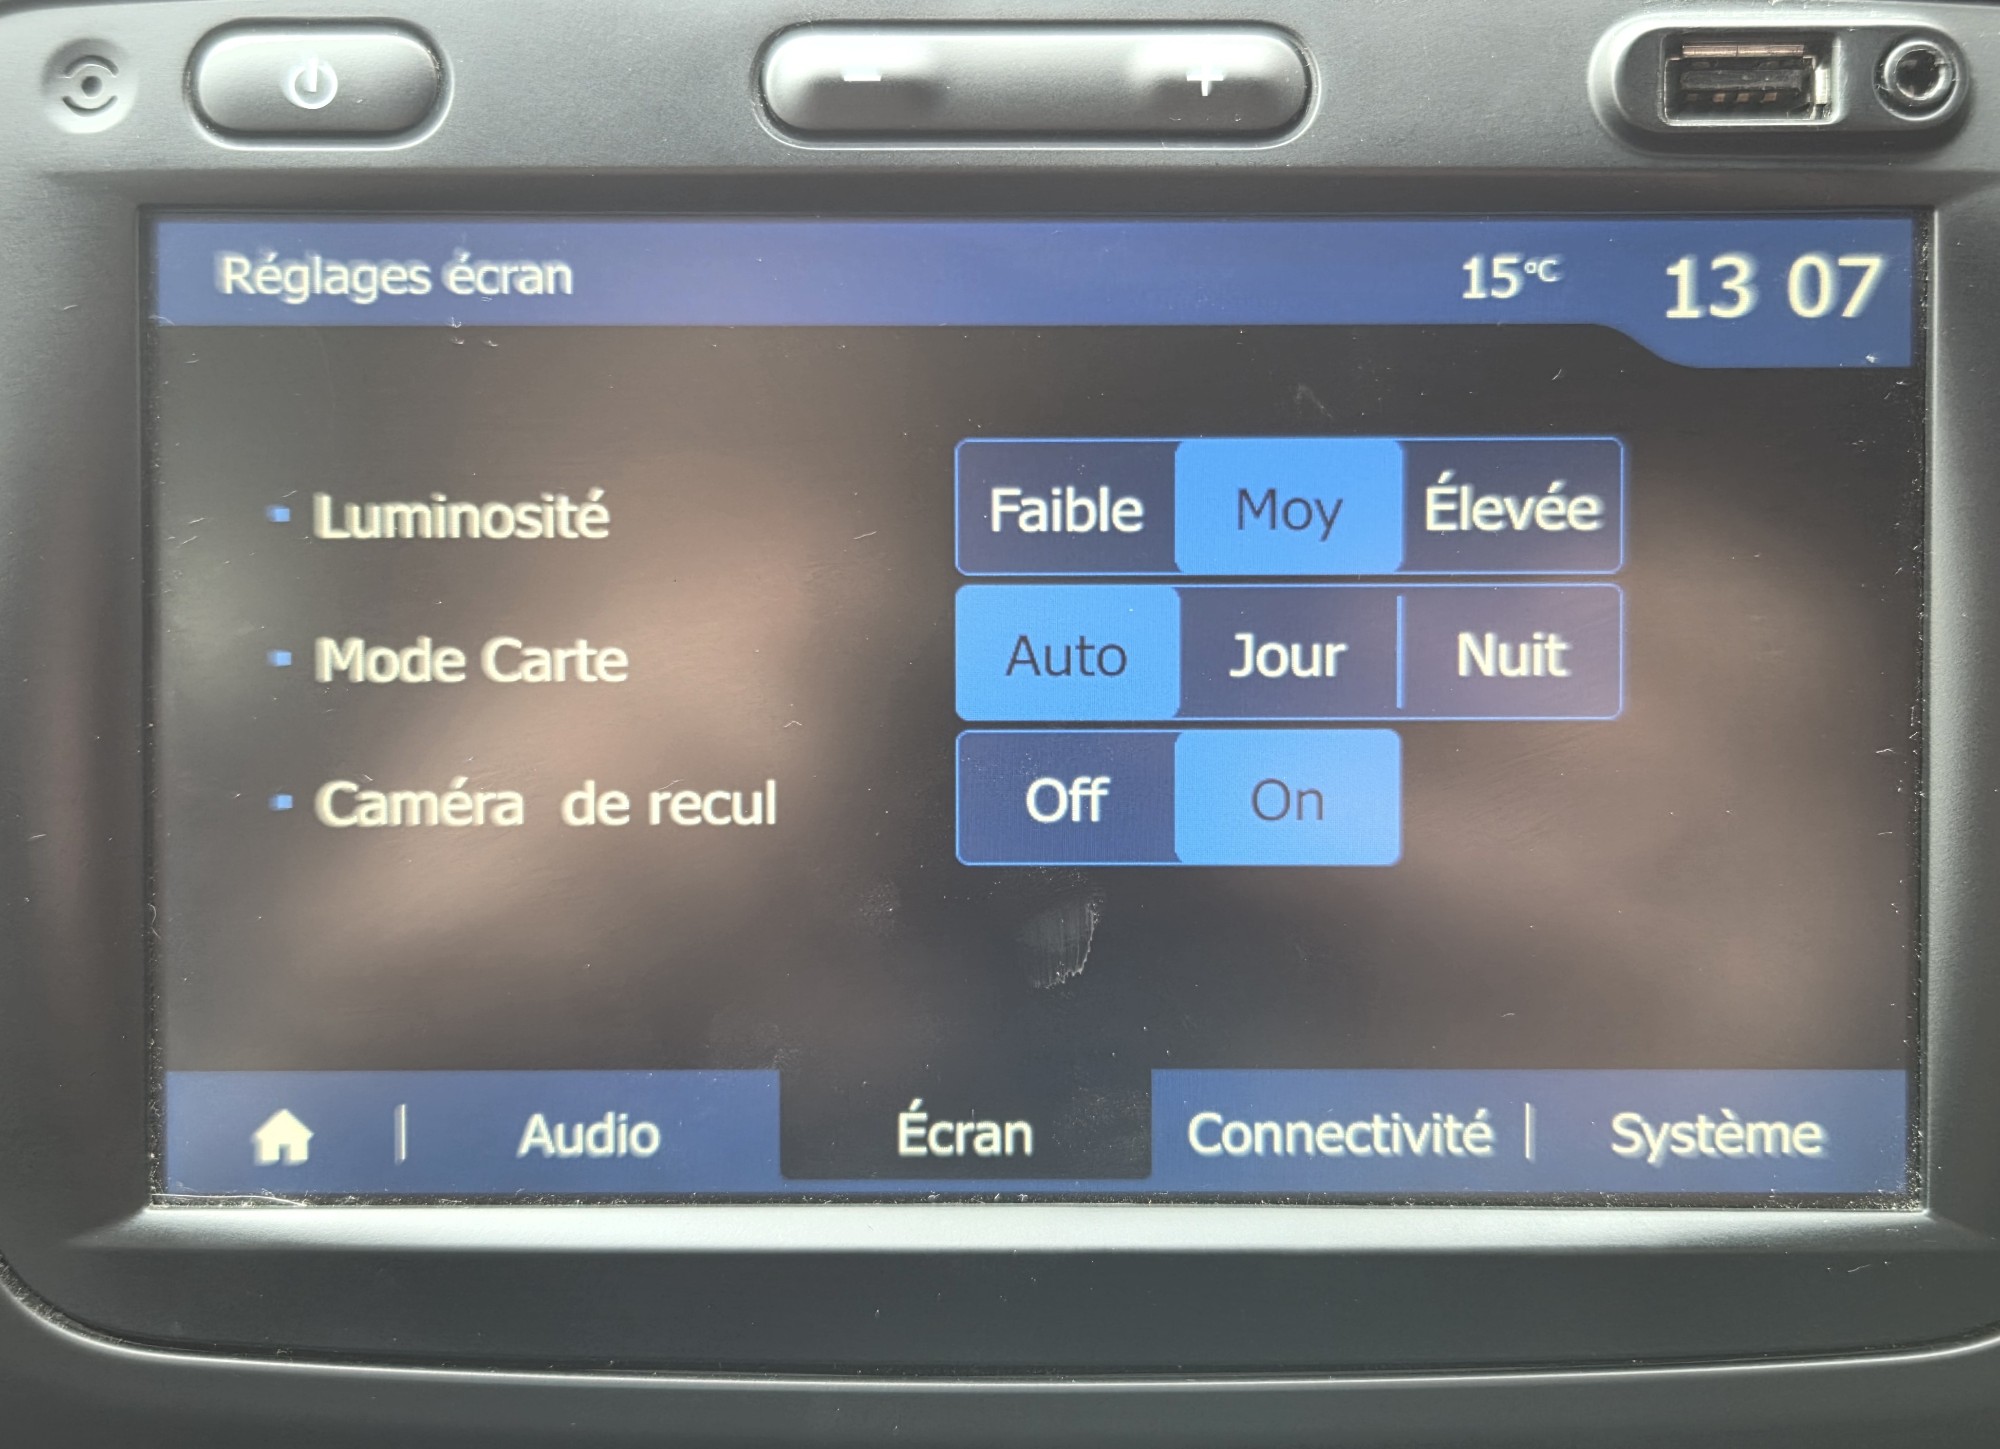 Réglages écran 15°C 13 07
Luminosité Faible Moy Élevée
Mode Carte Auto Jour Nuit
Caméra de recul Off On
Audio Écran Connectivité Système